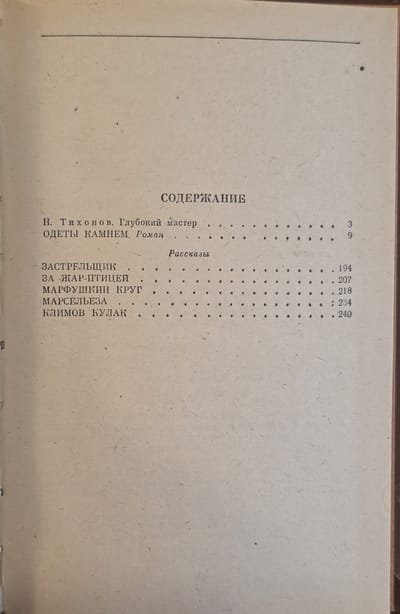 СОДЕРЖАНИЕ
Н. Тихонов. Глубокий мастер . . . . . . . . . . . . 3
ОДЕТЫ КАМНЕМ. Роман . . . . . . . . . . . . 9
Рассказы
ЗАСТРЕЛЬЩИК . . . . . . . . . . . . . . . . . 194
ЗА ЖАР-ПТИЦЕЙ . . . . . . . . . . . . . . . . 207
МАРФУШКИН КРУГ . . . . . . . . . . . . . . . 218
МАРСЕЛЬЕЗА . . . . . . . . . . . . . . . . . 234
КЛИМОВ КУЛАК . . . . . . . . . . . . . . . . 240